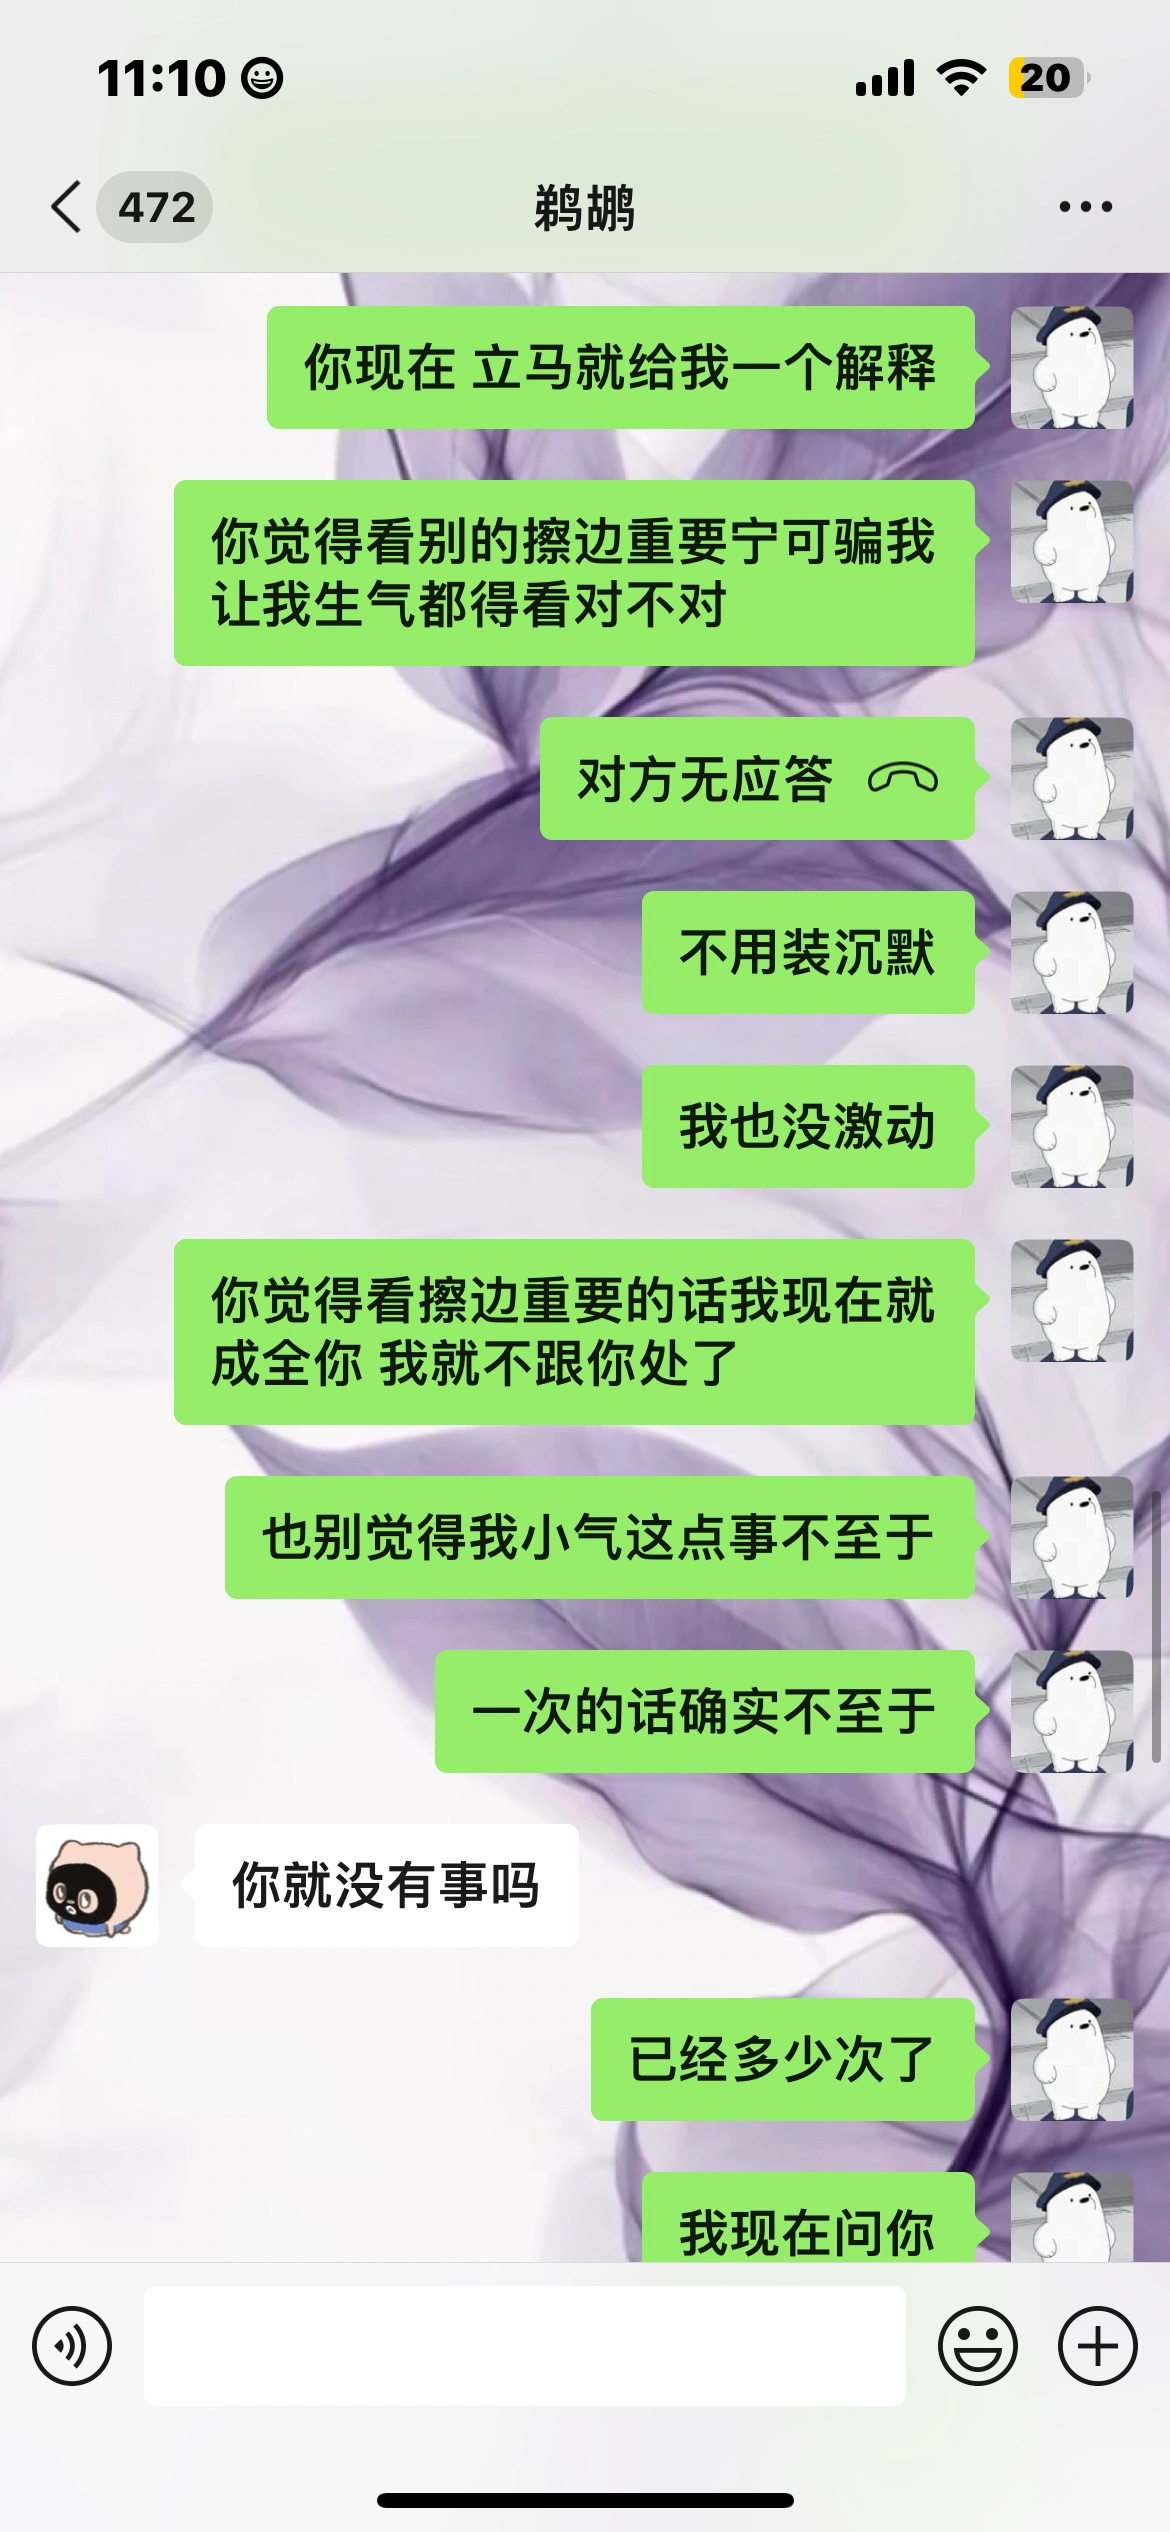 11:10
20
472
鹈鹕
你现在 立马就给我一个解释
你觉得看别的擦边重要宁可骗我
让我生气都得看对不对
对方无应答
不用装沉默
我也没激动
你觉得看擦边重要的话我现在就
成全你 我就不跟你处了
也别觉得我小气这点事不至于
一次的话确实不至于
你就没有事吗
已经多少次了
我现在问你